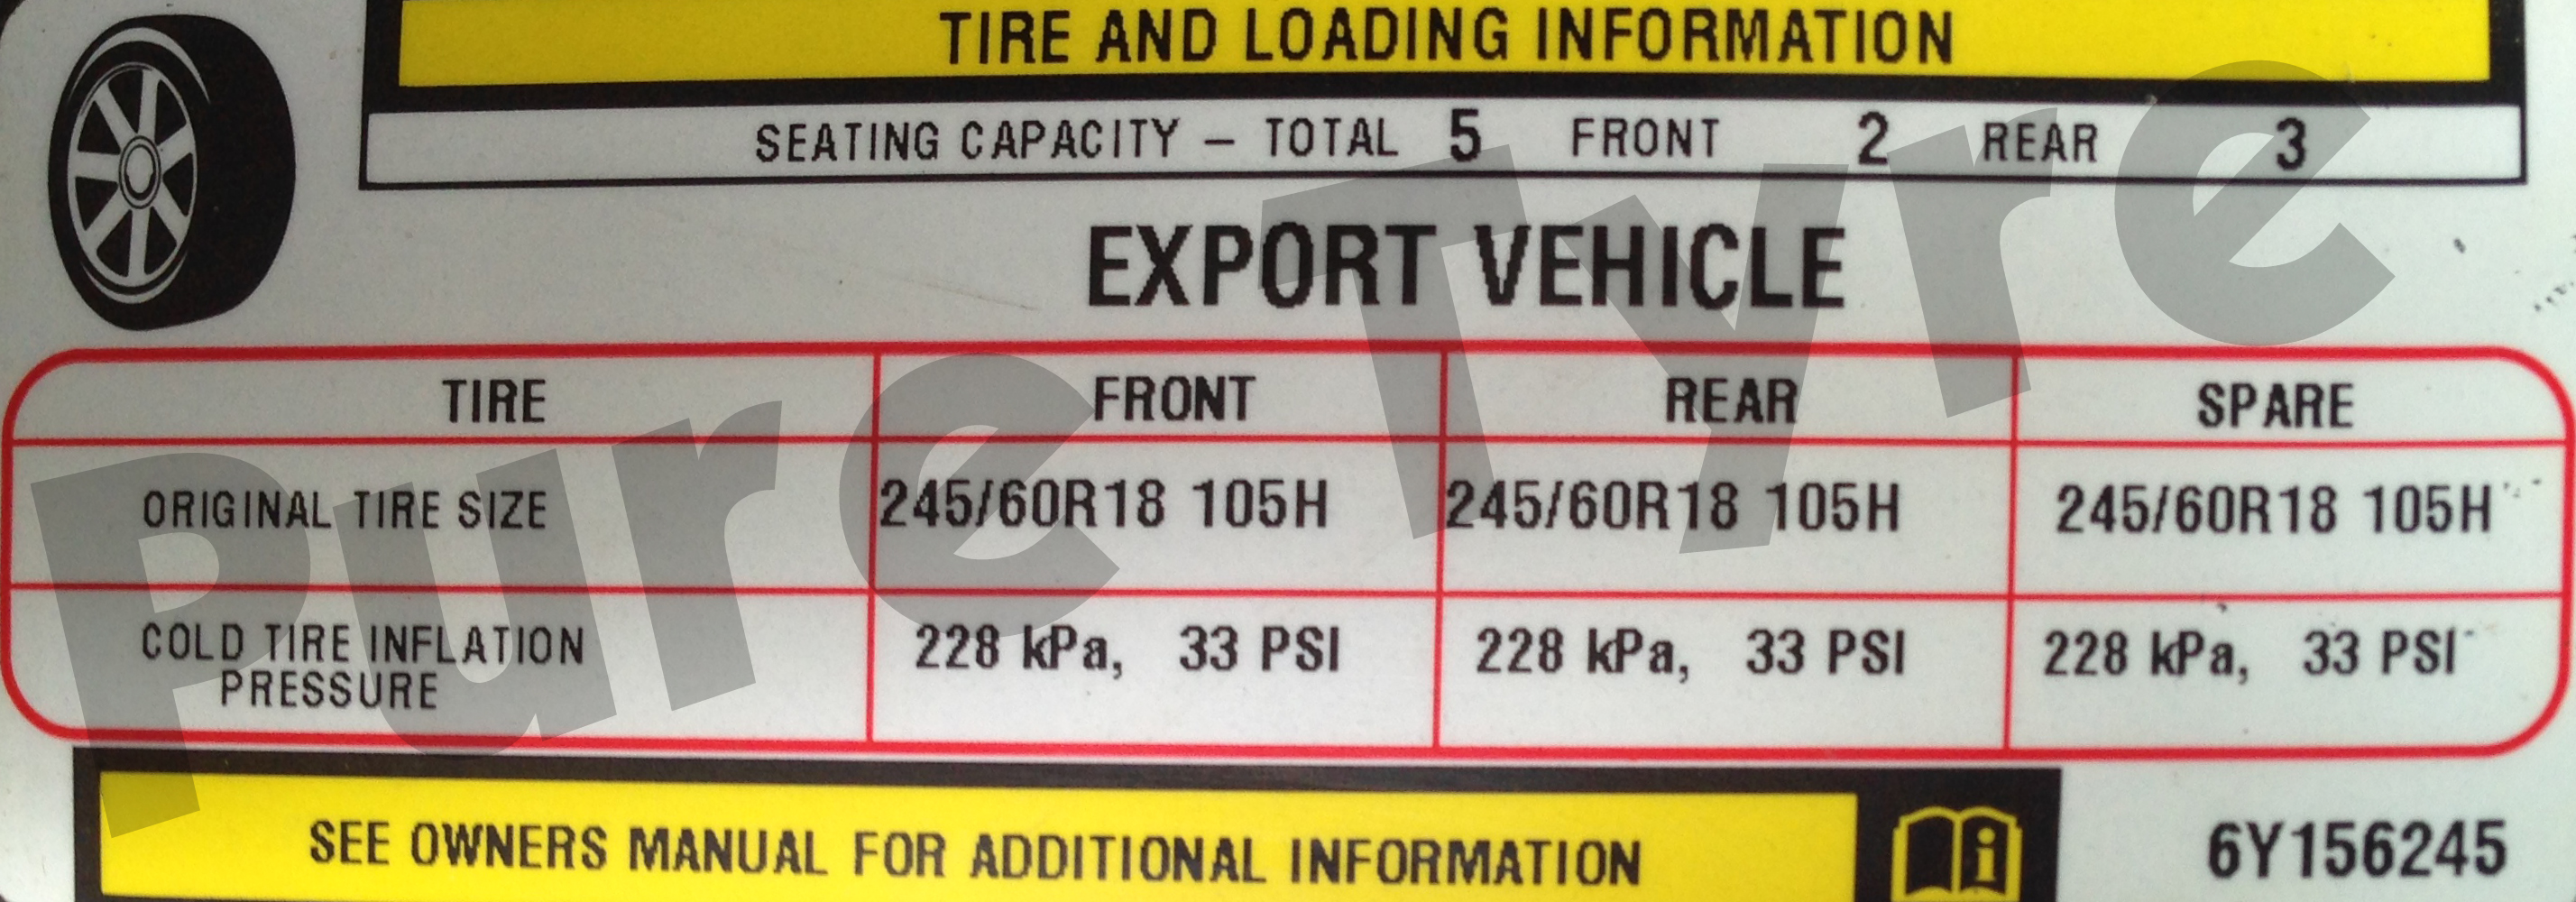 TIRE AND LOADING INFORMATION
SEATING CAPACITY – TOTAL 5 FRONT 2 REAR 3
EXPORT VEHICLE
TIRE FRONT REAR SPARE
ORIGINAL TIRE SIZE 245/60R18 105H 245/60R18 105H 245/60R18 105H
COLD TIRE INFLATION
PRESSURE 228 kPa, 33 PSI 228 kPa, 33 PSI 228 kPa, 33 PSI
SEE OWNERS MANUAL FOR ADDITIONAL INFORMATION
6Y156245
Pure Tyre